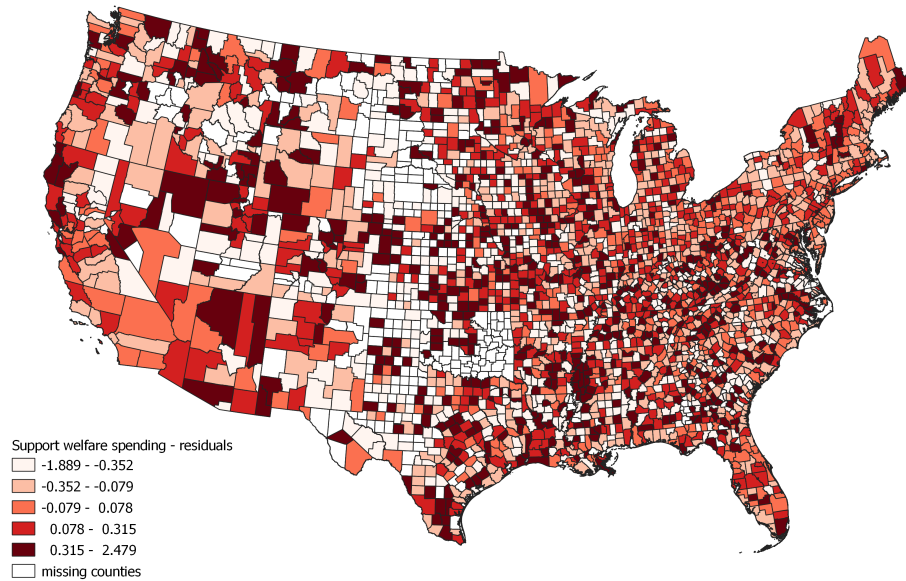 Support welfare spending - residuals
-1.889 - -0.352
-0.352 - -0.079
-0.079 - 0.078
0.078 - 0.315
0.315 - 2.479
missing counties